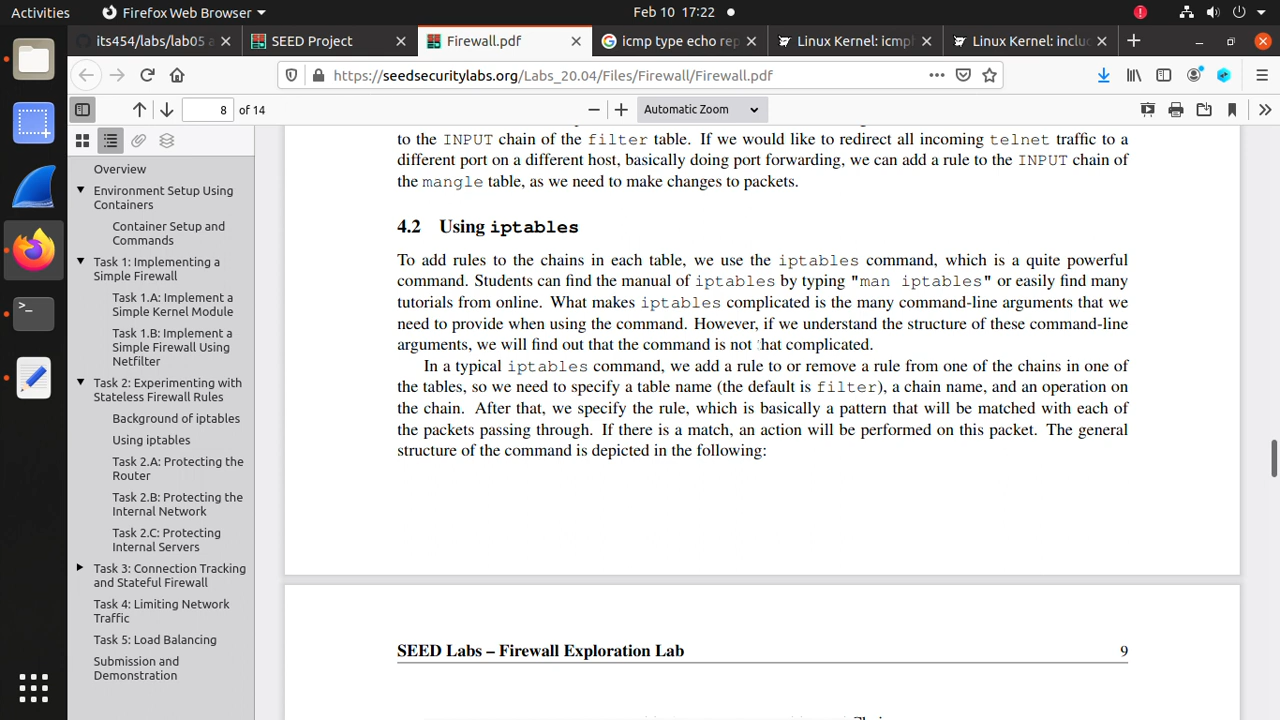 Activities
Firefox Web Browser
Feb 10 17:22
its454/labs/lab05 a
SEED Project
Firewall.pdf
icmp type echo rep
Linux Kernel: icmp
Linux Kernel: inclu
https://seedsecuritylabs.org/Labs_20.04/Files/Firewall/Firewall.pdf
8 of 14
Automatic Zoom
Overview
Environment Setup Using
Containers
Container Setup and
Commands
Task 1: Implementing a
Simple Firewall
Task 1.A: Implement a
Simple Kernel Module
Task 1.B: Implement a
Simple Firewall Using
Netfilter
Task 2: Experimenting with
Stateless Firewall Rules
Background of iptables
Using iptables
Task 2.A: Protecting the
Router
Task 2.B: Protecting the
Internal Network
Task 2.C: Protecting
Internal Servers
Task 3: Connection Tracking
and Stateful Firewall
Task 4: Limiting Network
Traffic
Task 5: Load Balancing
Submission and
Demonstration
to the INPUT chain of the filter table. If we would like to redirect all incoming telnet traffic to a
different port on a different host, basically doing port forwarding, we can add a rule to the INPUT chain of
the mangle table, as we need to make changes to packets.
4.2 Using iptables
To add rules to the chains in each table, we use the iptables command, which is a quite powerful
command. Students can find the manual of iptables by typing "man iptables" or easily find many
tutorials from online. What makes iptables complicated is the many command-line arguments that we
need to provide when using the command. However, if we understand the structure of these command-line
arguments, we will find out that the command is not that complicated.
In a typical iptables command, we add a rule to or remove a rule from one of the chains in one of
the tables, so we need to specify a table name (the default is filter), a chain name, and an operation on
the chain. After that, we specify the rule, which is basically a pattern that will be matched with each of
the packets passing through. If there is a match, an action will be performed on this packet. The general
structure of the command is depicted in the following:
SEED Labs – Firewall Exploration Lab
9